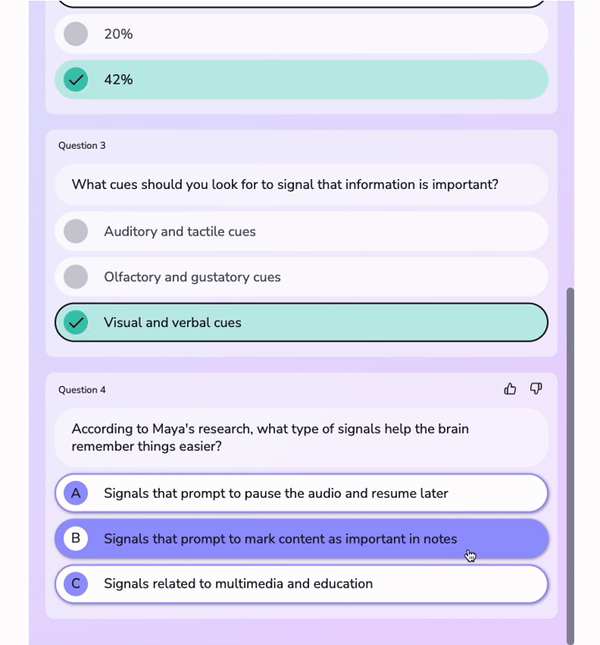 20%
42%
Question 3
What cues should you look for to signal that information is important?
Auditory and tactile cues
Olfactory and gustatory cues
Visual and verbal cues
Question 4
According to Maya's research, what type of signals help the brain
remember things easier?
A Signals that prompt to pause the audio and resume later
B Signals that prompt to mark content as important in notes
C Signals related to multimedia and education